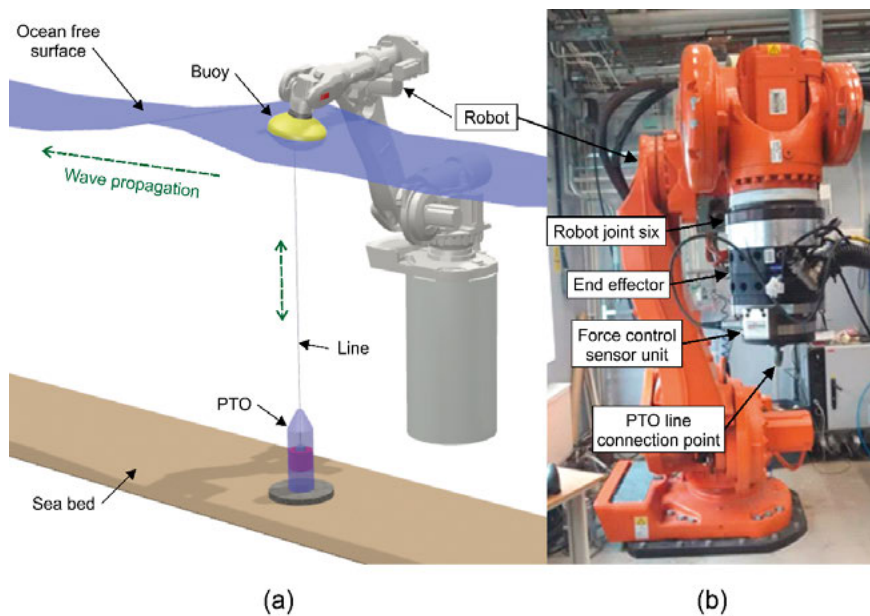 Ocean free
surface
Buoy
Robot
Wave propagation
Line
PTO
Sea bed
Robot joint six
End effector
Force control
sensor unit
PTO line
connection point
(a)
(b)